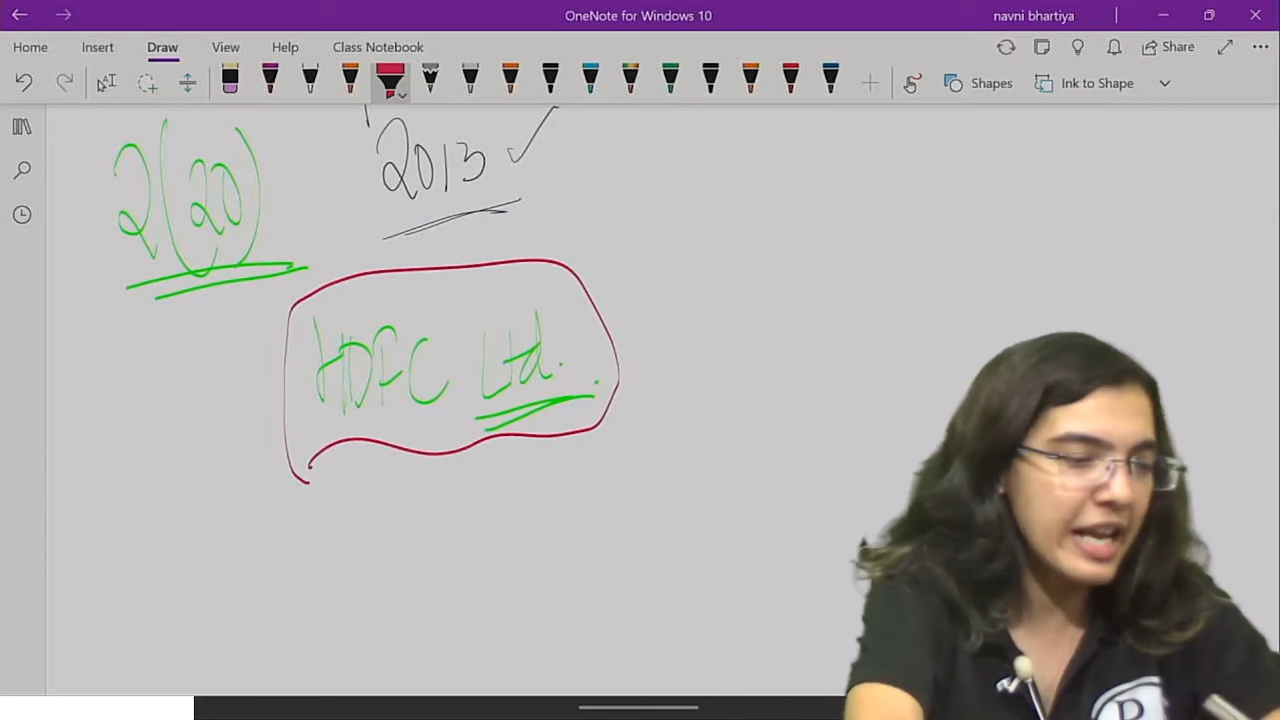 OneNote for Windows 10
navni bhartiya
Home Insert Draw View Help Class Notebook
Share
Shapes
Ink to Shape
2(20)
2013
HDFC Ltd.
P